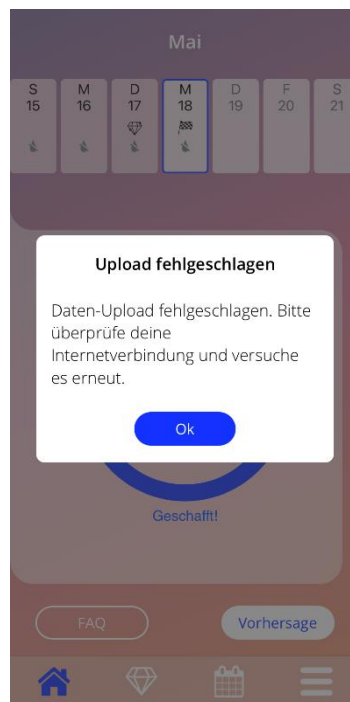 Mai
S M D M D F S
15 16 17 18 19 20 21
Upload fehlgeschlagen
Daten-Upload fehlgeschlagen. Bitte
überprüfe deine
Internetverbindung und versuche
es erneut.
Ok
Geschafft!
FAQ Vorhersage